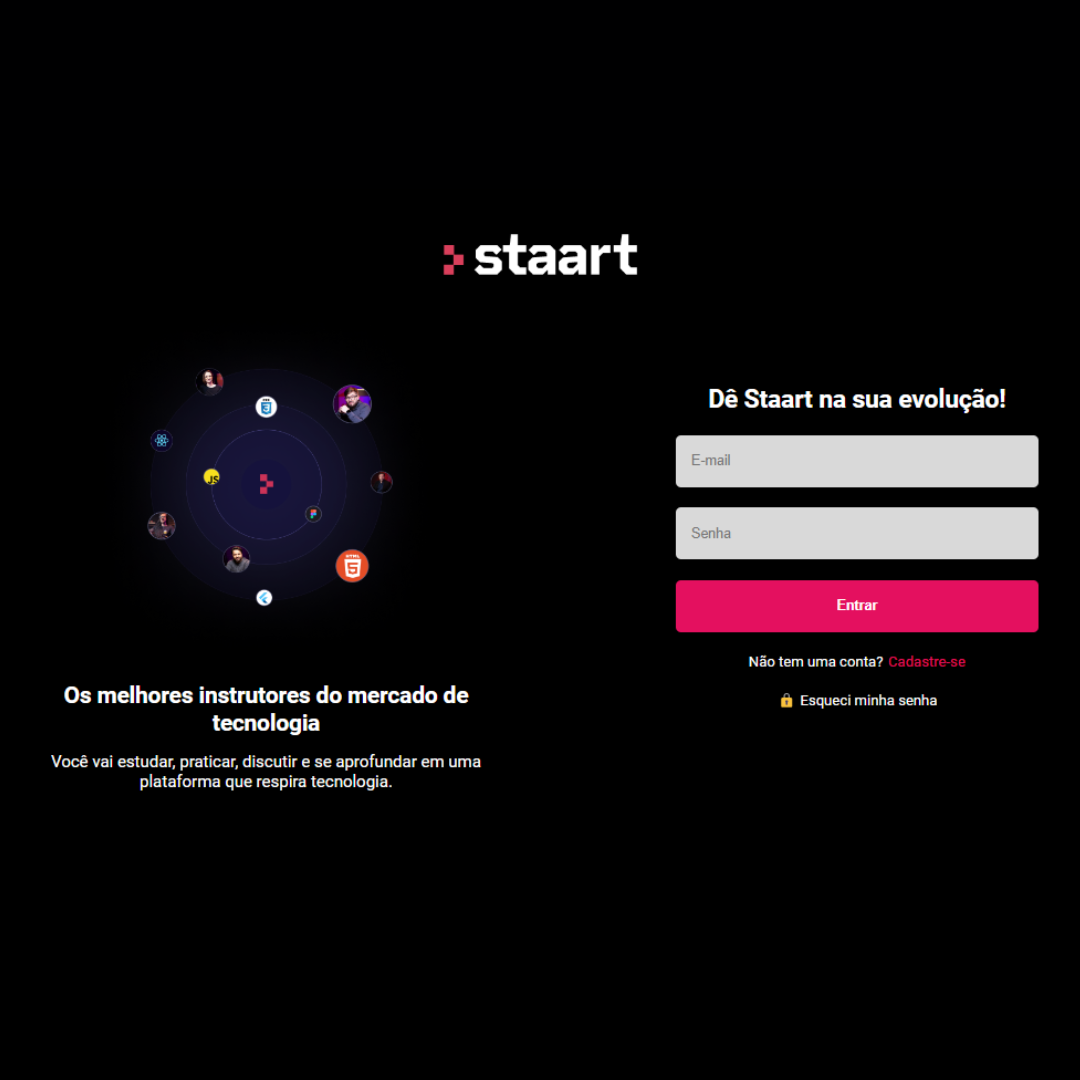 staart
JS
HTML
5
3
Os melhores instrutores do mercado de
tecnologia
Você vai estudar, praticar, discutir e se aprofundar em uma
plataforma que respira tecnologia.
Dê Staart na sua evolução!
E-mail
Senha
Entrar
Não tem uma conta? Cadastre-se
Esqueci minha senha